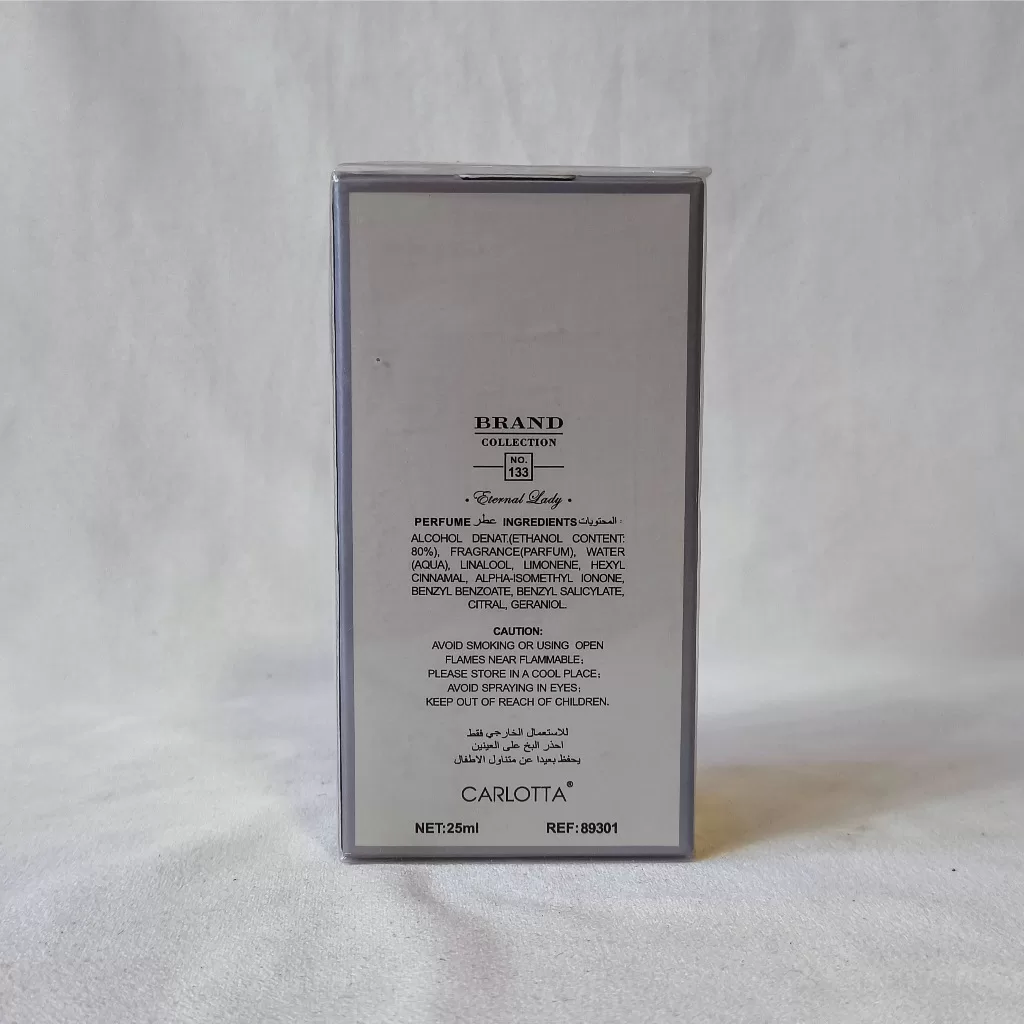 BRAND
COLLECTION
NO.
133
• Eternal Lady •
PERFUME عطر INGREDIENTS المحتويات :
ALCOHOL DENAT.(ETHANOL CONTENT:
80%), FRAGRANCE(PARFUM), WATER
(AQUA), LINALOOL, LIMONENE, HEXYL
CINNAMAL, ALPHA-ISOMETHYL IONONE,
BENZYL BENZOATE, BENZYL SALICYLATE,
CITRAL, GERANIOL.
CAUTION:
AVOID SMOKING OR USING OPEN
FLAMES NEAR FLAMMABLE;
PLEASE STORE IN A COOL PLACE;
AVOID SPRAYING IN EYES;
KEEP OUT OF REACH OF CHILDREN.
للاستعمال الخارجي فقط
احذر البخ على العينين
يحفظ بعيدا عن متناول الاطفال
CARLOTTA®
NET:25ml REF:89301